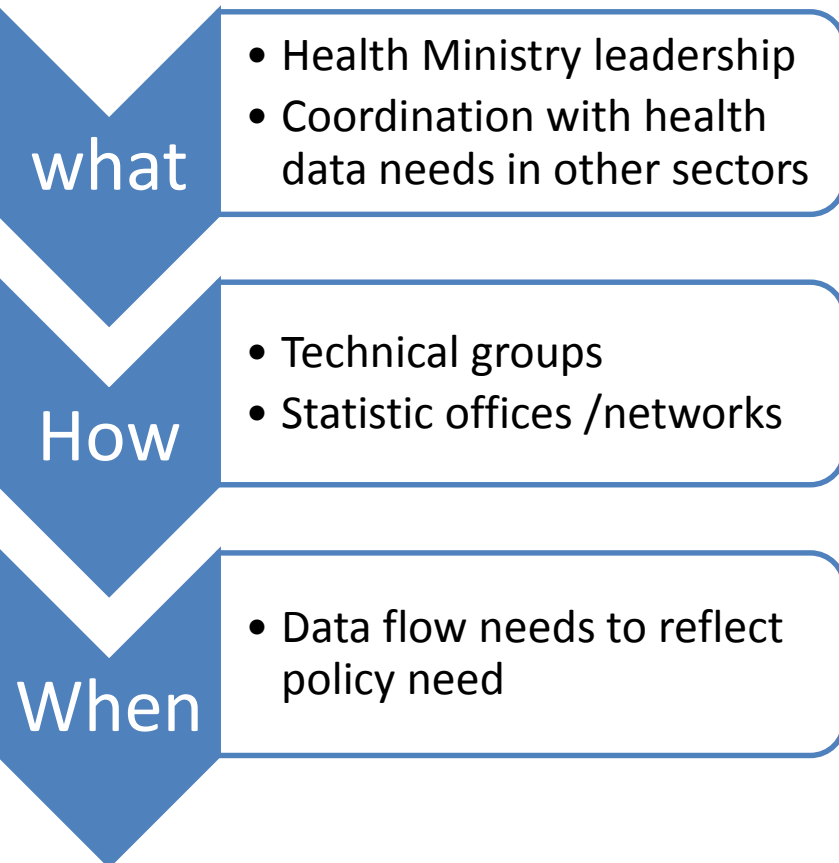 what
• Health Ministry leadership
• Coordination with health
data needs in other sectors
How
• Technical groups
• Statistic offices /networks
When
• Data flow needs to reflect
policy need